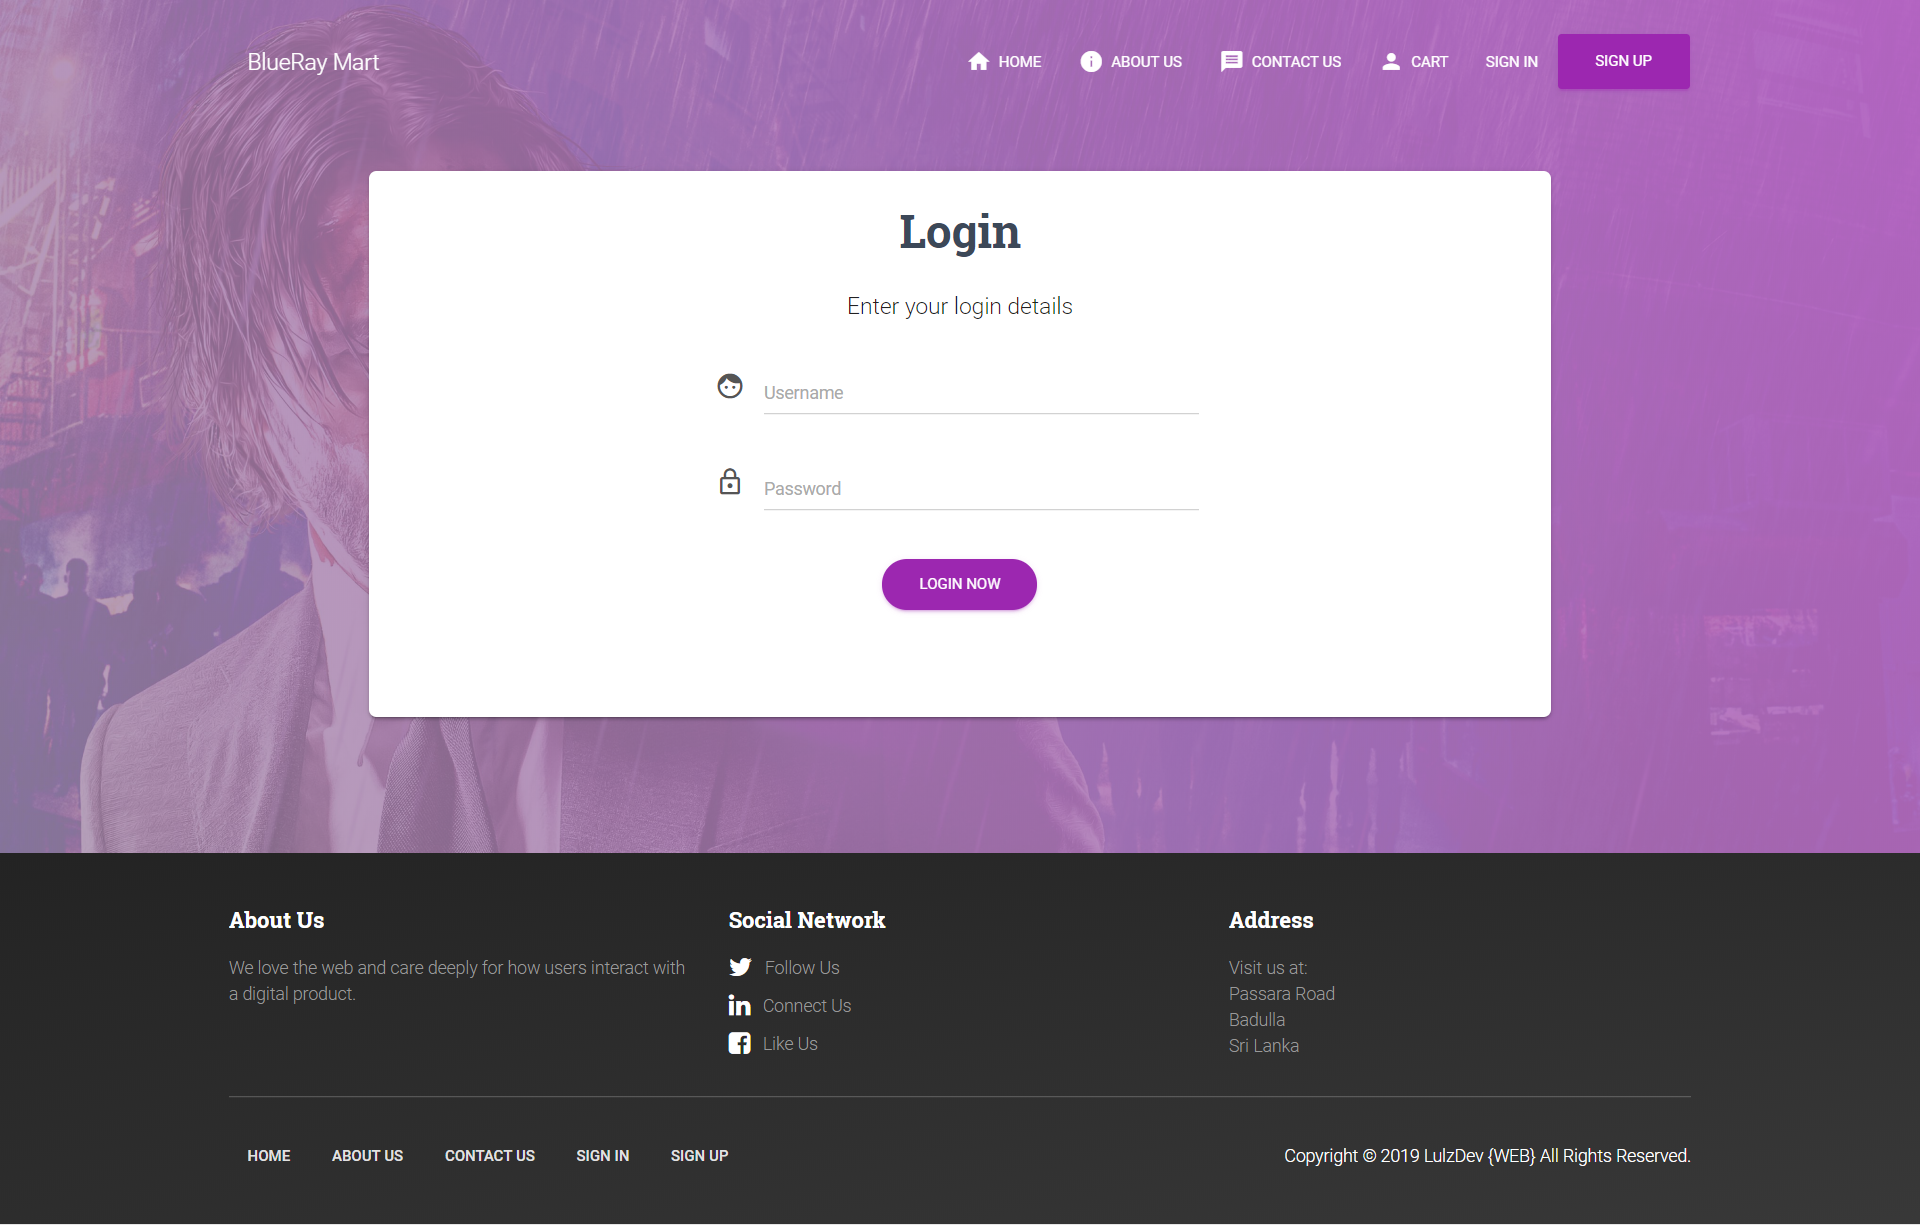 BlueRay Mart
HOME
ABOUT US
CONTACT US
CART
SIGN IN
SIGN UP
Login
Enter your login details
Username
Password
LOGIN NOW
About Us
We love the web and care deeply for how users interact with
a digital product.
Social Network
Follow Us
Connect Us
Like Us
Address
Visit us at:
Passara Road
Badulla
Sri Lanka
HOME
ABOUT US
CONTACT US
SIGN IN
SIGN UP
Copyright © 2019 LulzDev {WEB} All Rights Reserved.